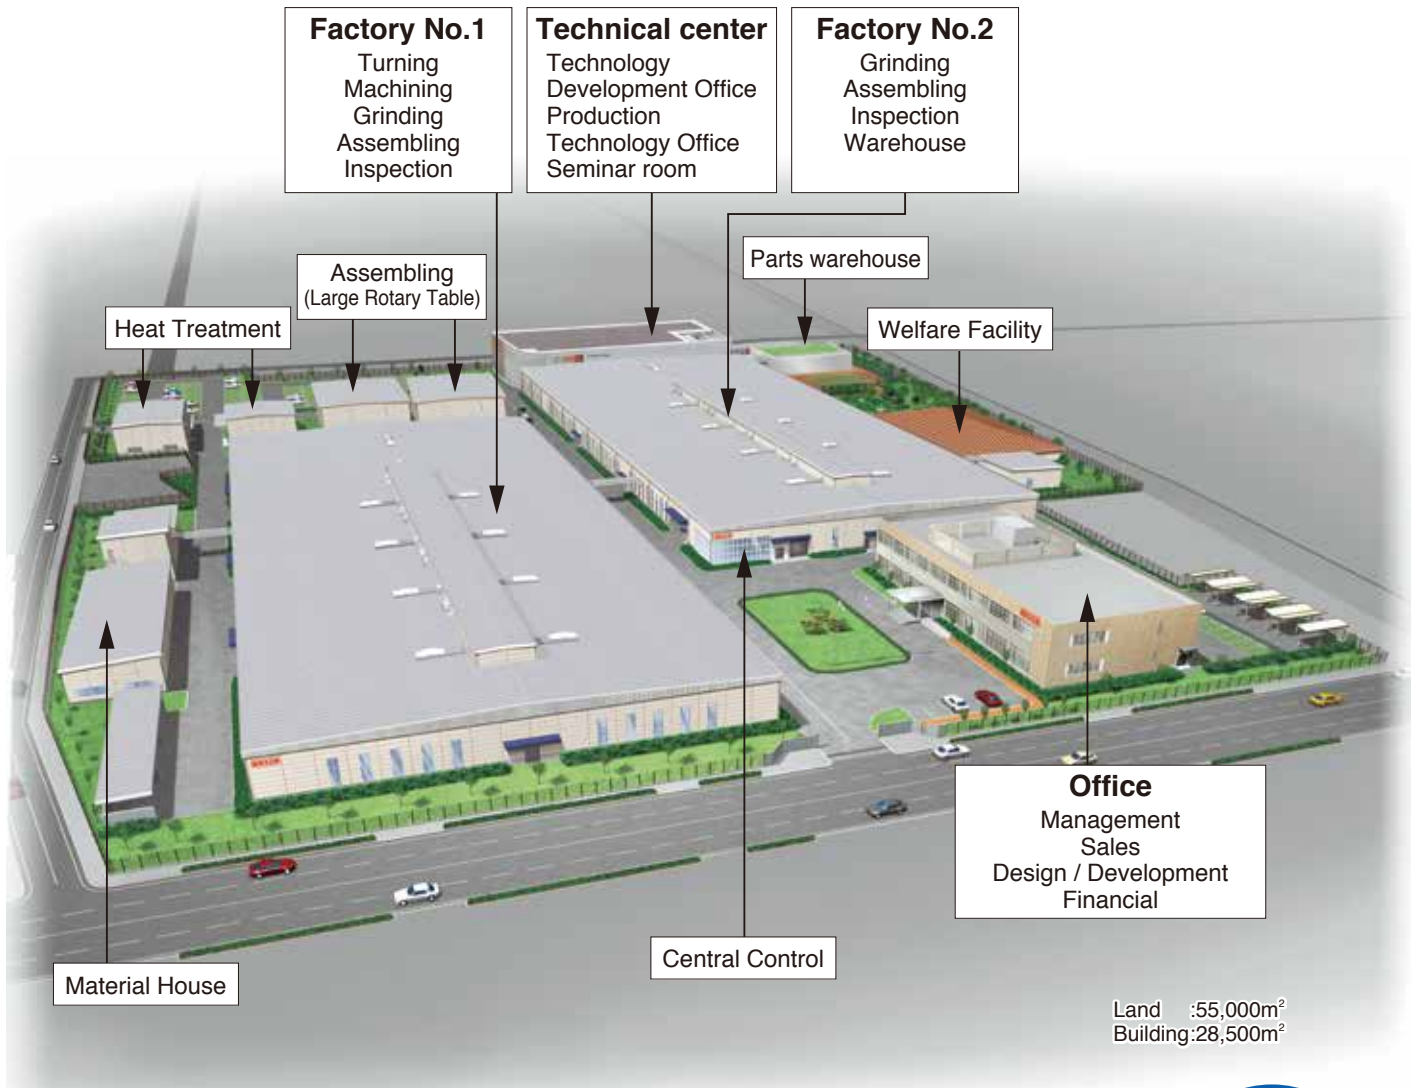 Factory No.1
Turning
Machining
Grinding
Assembling
Inspection
Technical center
Technology
Development Office
Production
Technology Office
Seminar room
Factory No.2
Grinding
Assembling
Inspection
Warehouse
Parts warehouse
Assembling
(Large Rotary Table)
Heat Treatment
Welfare Facility
Office
Management
Sales
Design / Development
Financial
Central Control
Material House
Land :55,000m²
Building:28,500m²